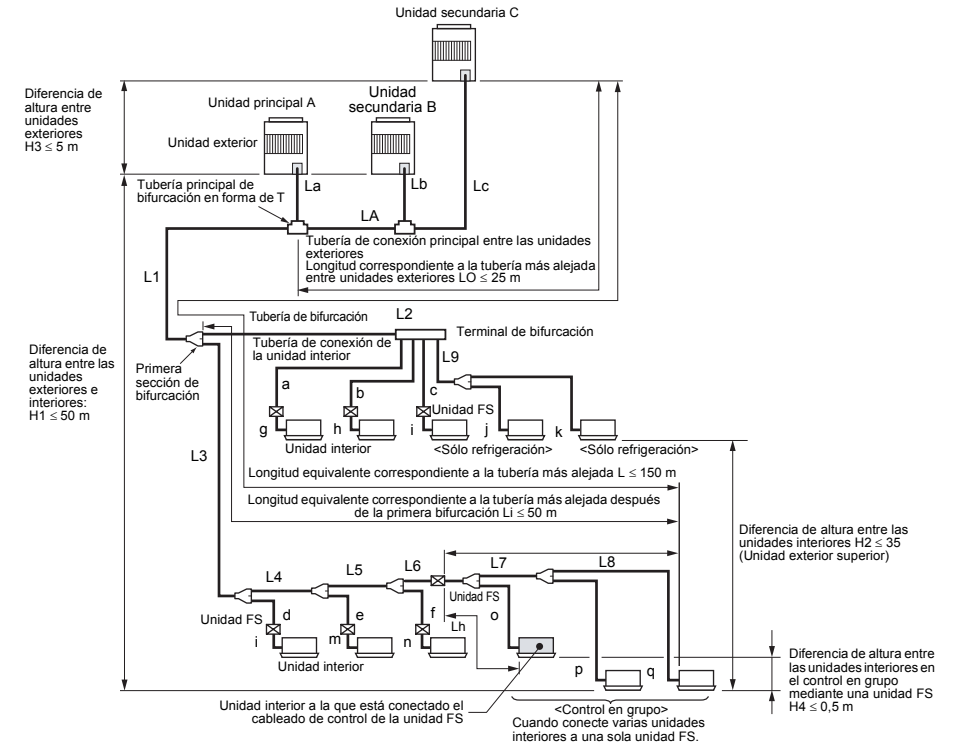 Unidad secundaria C
Diferencia de
altura entre
unidades
exteriores
H3 ≤ 5 m
Unidad principal A
Unidad
secundaria B
Unidad exterior
La
Lb
Lc
Tubería principal de
bifurcación en forma de T
LA
Tubería de conexión principal entre las unidades
exteriores
Longitud correspondiente a la tubería más alejada
entre unidades exteriores LO ≤ 25 m
L1
Tubería de bifurcación
L2
Terminal de bifurcación
Tubería de conexión de
la unidad interior
L9
Diferencia de
altura entre las
unidades
exteriores e
interiores:
H1 ≤ 50 m
Primera
sección de
bifurcación
a
b
c
Unidad FS
g
h
i
j
k
Unidad interior
<Sólo refrigeración>
<Sólo refrigeración>
L3
Longitud equivalente correspondiente a la tubería más alejada L ≤ 150 m
Longitud equivalente correspondiente a la tubería más alejada después
de la primera bifurcación Li ≤ 50 m
Diferencia de altura entre las
unidades interiores H2 ≤ 35
(Unidad exterior superior)
L4
L5
L6
L7
L8
Unidad FS
Unidad FS
d
e
f
Lh
o
i
m
n
Unidad interior
p
q
Diferencia de altura entre
las unidades interiores en
el control en grupo
mediante una unidad FS
H4 ≤ 0,5 m
Unidad interior a la que está conectado el
cableado de control de la unidad FS
<Control en grupo>
Cuando conecte varias unidades
interiores a una sola unidad FS.